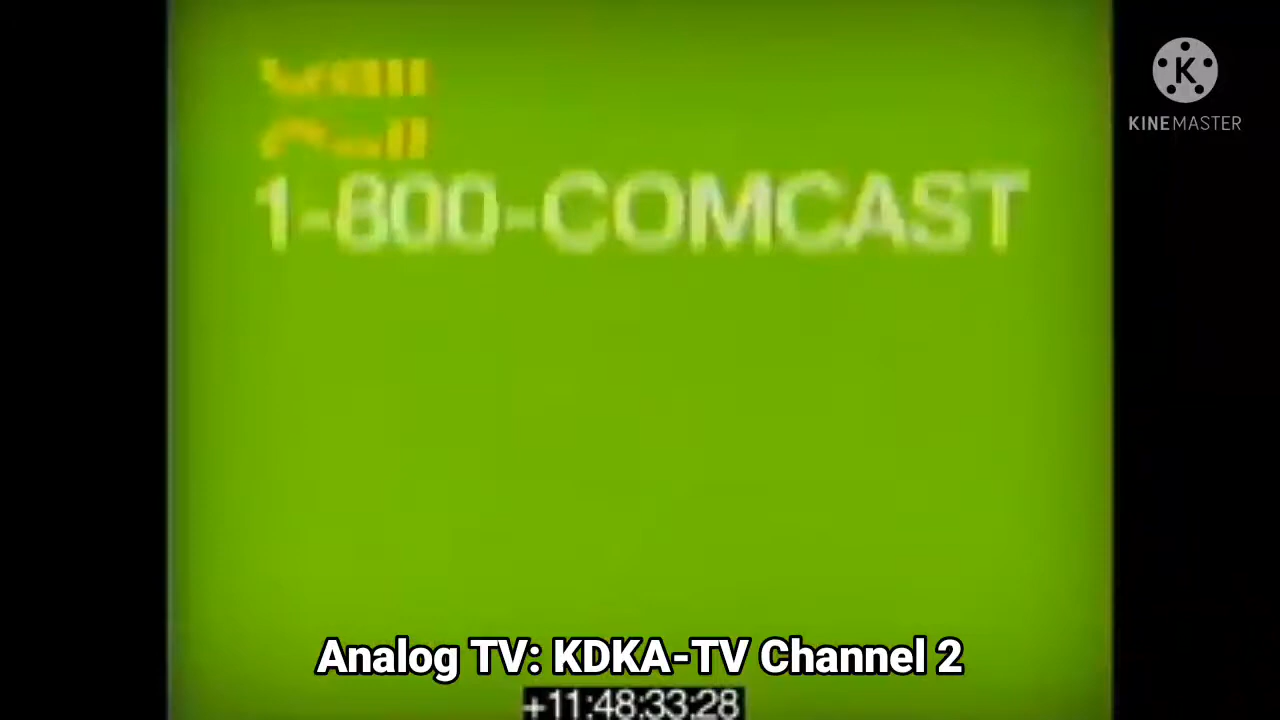 1-800-COMCAST
KINEMASTER
Analog TV: KDKA-TV Channel 2
+11:48:33:28